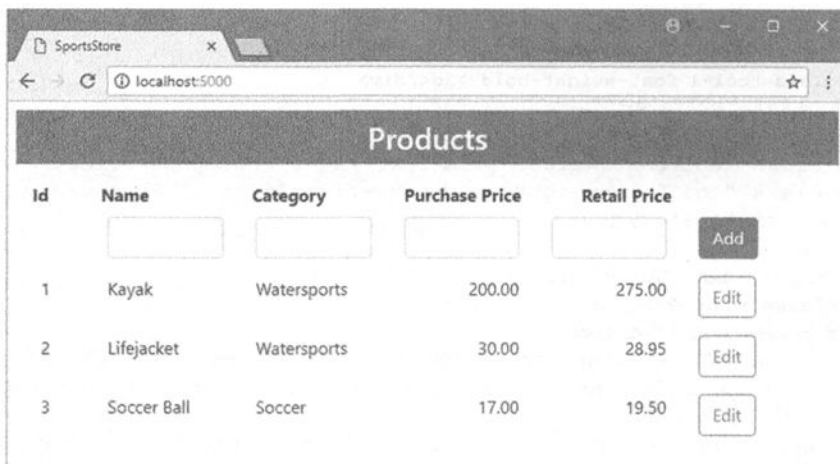 SportsStore
localhost:5000
Products
Id Name Category Purchase Price Retail Price
Add
1 Kayak Watersports 200.00 275.00 Edit
2 Lifejacket Watersports 30.00 28.95 Edit
3 Soccer Ball Soccer 17.00 19.50 Edit